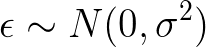 ϵ ∼ N(0, σ²)